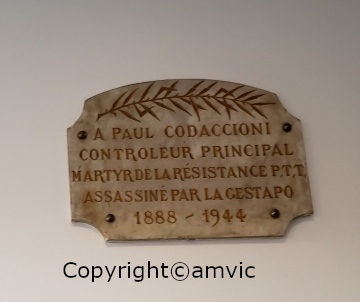 A PAUL CODACCIONI
CONTROLEUR PRINCIPAL
MARTYR DE LA RÉSISTANCE P.T.T.
ASSASSINÉ PAR LA GESTAPO
1888 - 1944
Copyright©amvic